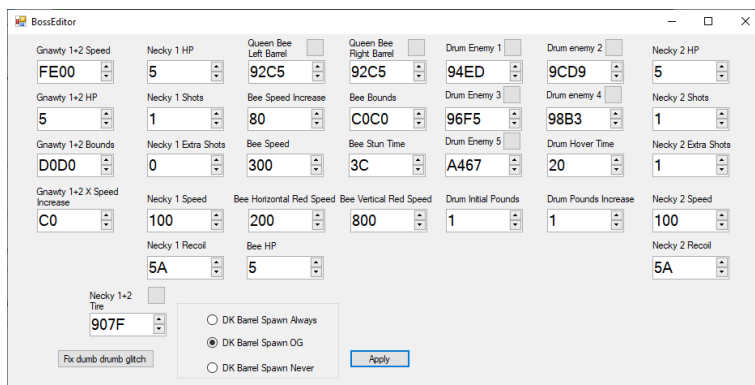 BossEditor
Gnawty 1+2 Speed
Necky 1 HP
Queen Bee
Left Barrel
Queen Bee
Right Barrel
Drum Enemy 1
Drum enemy 2
Necky 2 HP
FE00
5
92C5
92C5
94ED
9CD9
5
Gnawty 1+2 HP
Necky 1 Shots
Bee Speed Increase
Bee Bounds
Drum Enemy 3
Drum enemy 4
Necky 2 Shots
5
1
80
C0C0
96F5
98B3
1
Gnawty 1+2 Bounds
Necky 1 Extra Shots
Bee Speed
Bee Stun Time
Drum Enemy 5
Drum Hover Time
Necky 2 Extra Shots
D0D0
0
300
3C
A467
20
1
Gnawty 1+2 X Speed
Increase
Necky 1 Speed
Bee Horizontal Red Speed
Bee Vertical Red Speed
Drum Initial Pounds
Drum Pounds Increase
Necky 2 Speed
C0
100
200
800
1
1
100
Necky 1 Recoil
Bee HP
Necky 2 Recoil
5A
5
5A
Necky 1+2
Tire
907F
DK Barrel Spawn Always
DK Barrel Spawn OG
DK Barrel Spawn Never
Fix dumb drumb glitch
Apply